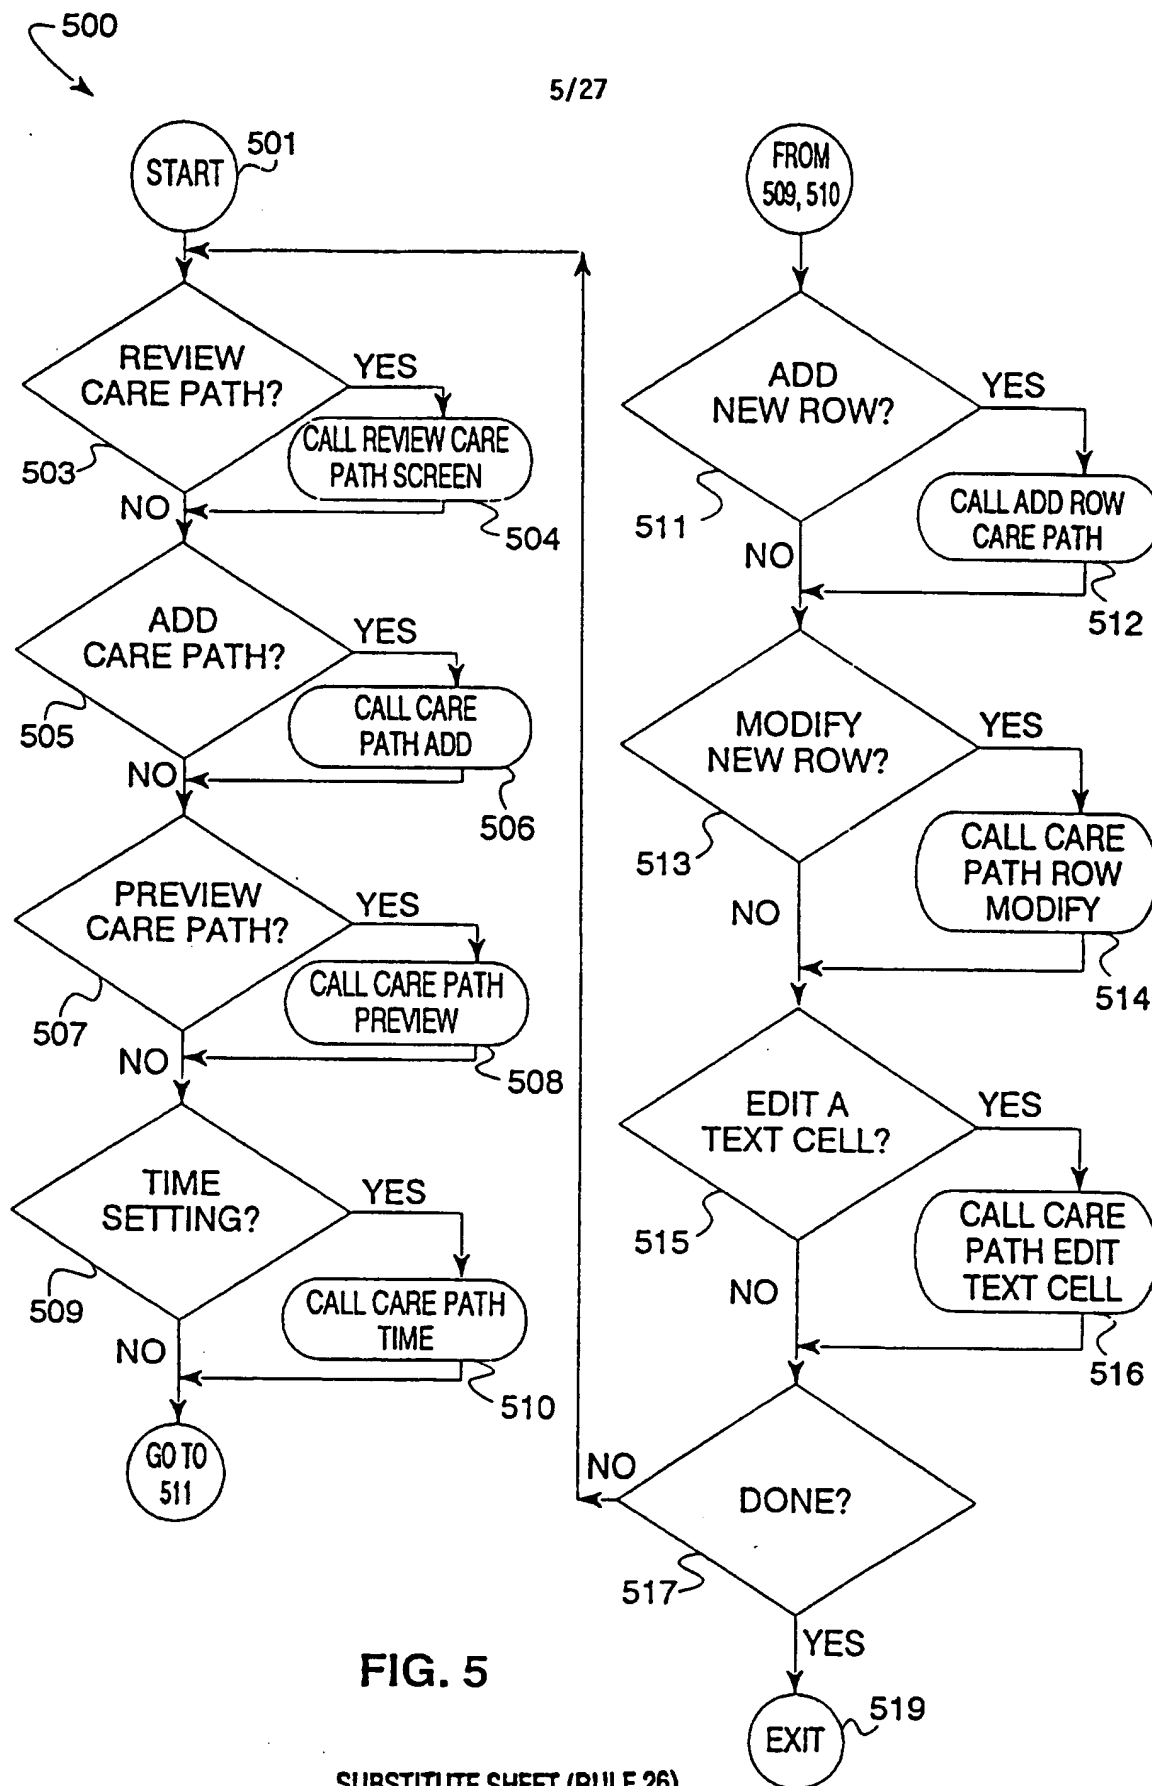 500
5/27
START
501
REVIEW
CARE PATH?
YES
503
CALL REVIEW CARE
PATH SCREEN
NO
504
ADD
CARE PATH?
YES
505
CALL CARE
PATH ADD
NO
506
PREVIEW
CARE PATH?
YES
507
CALL CARE PATH
PREVIEW
NO
508
TIME
SETTING?
YES
509
CALL CARE PATH
TIME
NO
510
GO TO
511
FROM
509, 510
ADD
NEW ROW?
YES
511
CALL ADD ROW
CARE PATH
NO
512
MODIFY
NEW ROW?
YES
513
CALL CARE
PATH ROW
MODIFY
NO
514
EDIT A
TEXT CELL?
YES
515
CALL CARE
PATH EDIT
TEXT CELL
NO
516
DONE?
NO
517
YES
EXIT
519
FIG. 5
SUBSTITUTE SHEET (RULE 26)